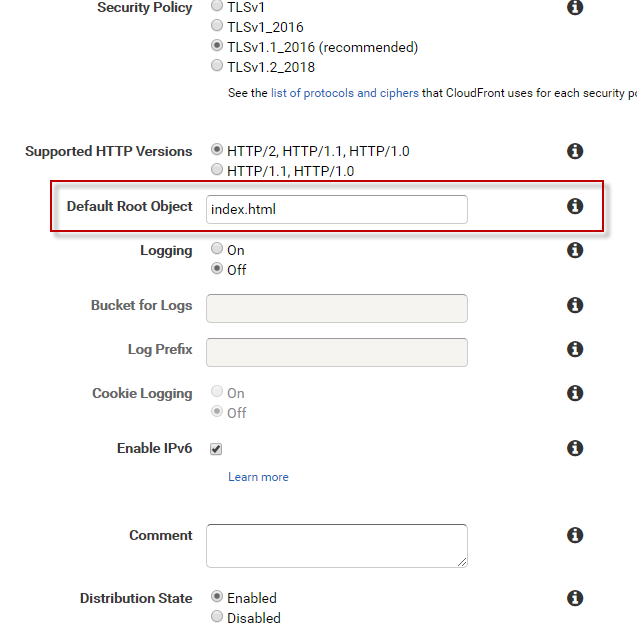 Security Policy
TLSv1
TLSv1_2016
TLSv1.1_2016 (recommended)
TLSv1.2_2018
See the list of protocols and ciphers that CloudFront uses for each security po
Supported HTTP Versions
HTTP/2, HTTP/1.1, HTTP/1.0
HTTP/1.1, HTTP/1.0
Default Root Object
index.html
Logging
On
Off
Bucket for Logs
Log Prefix
Cookie Logging
On
Off
Enable IPv6
Learn more
Comment
Distribution State
Enabled
Disabled